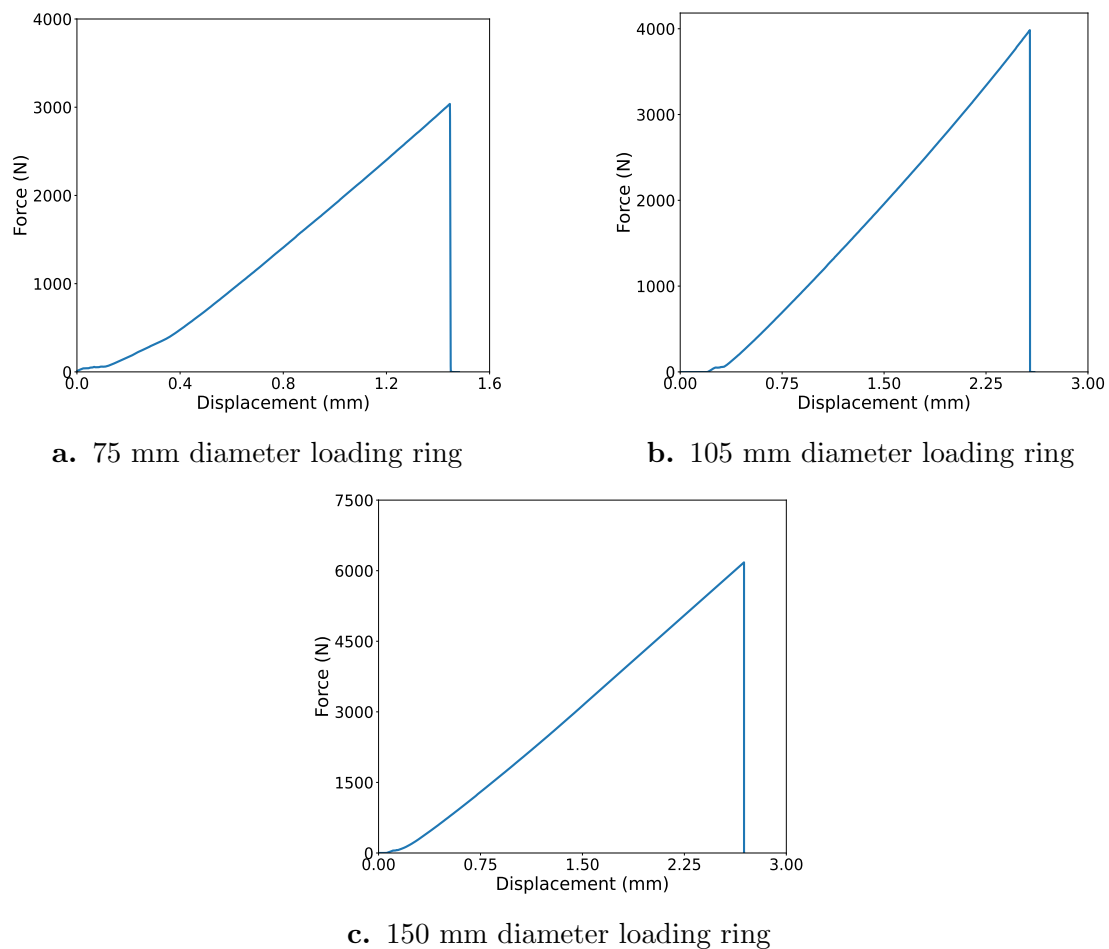 4000
3000
2000
1000
0
Force (N)
0.0 0.4 0.8 1.2 1.6
Displacement (mm)
a. 75 mm diameter loading ring
4000
3000
2000
1000
0
Force (N)
0.00 0.75 1.50 2.25 3.00
Displacement (mm)
b. 105 mm diameter loading ring
7500
6000
4500
3000
1500
0
Force (N)
0.00 0.75 1.50 2.25 3.00
Displacement (mm)
c. 150 mm diameter loading ring